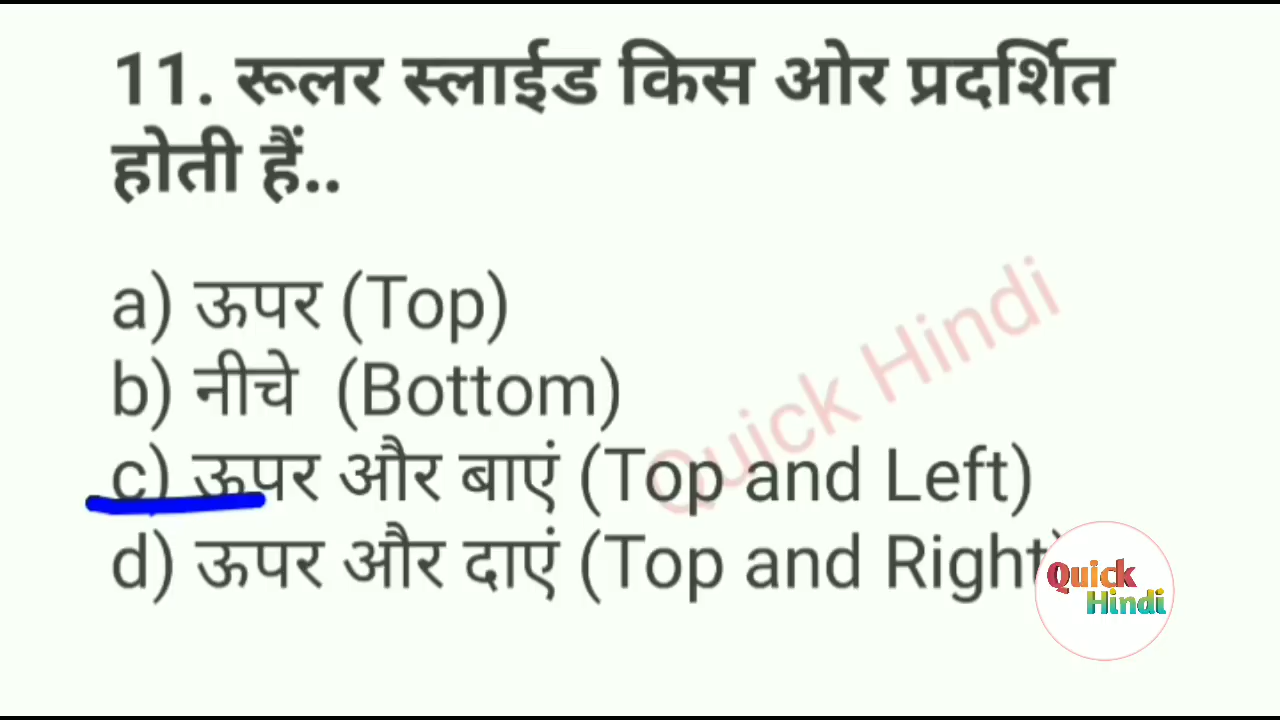 11. रूलर स्लाईड किस ओर प्रदर्शित
होती हैं..
a) ऊपर (Top)
b) नीचे (Bottom)
c) ऊपर और बाएं (Top and Left)
d) ऊपर और दाएं (Top and Right)
Quick Hindi
Quick
Hindi